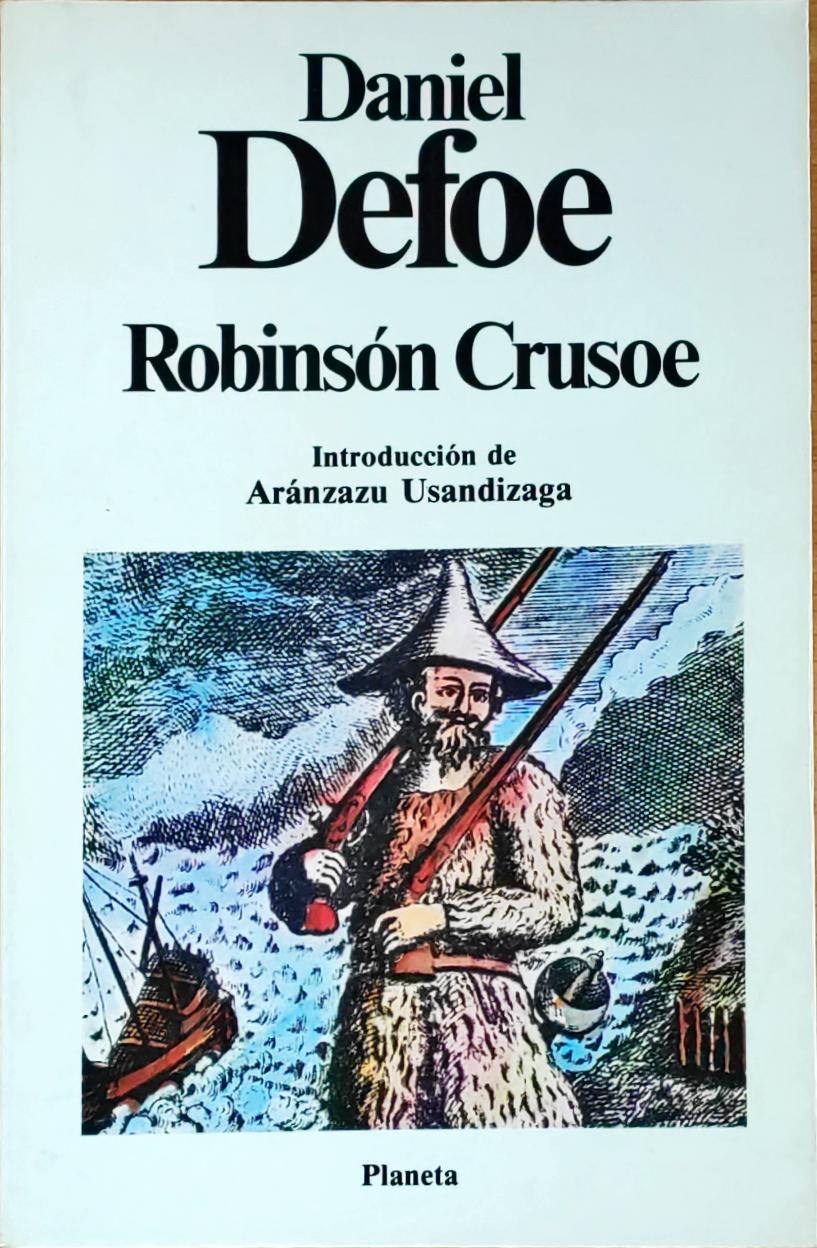 Daniel
Defoe
Robinsón Crusoe
Introducción de
Aránzazu Usandizaga
Planeta